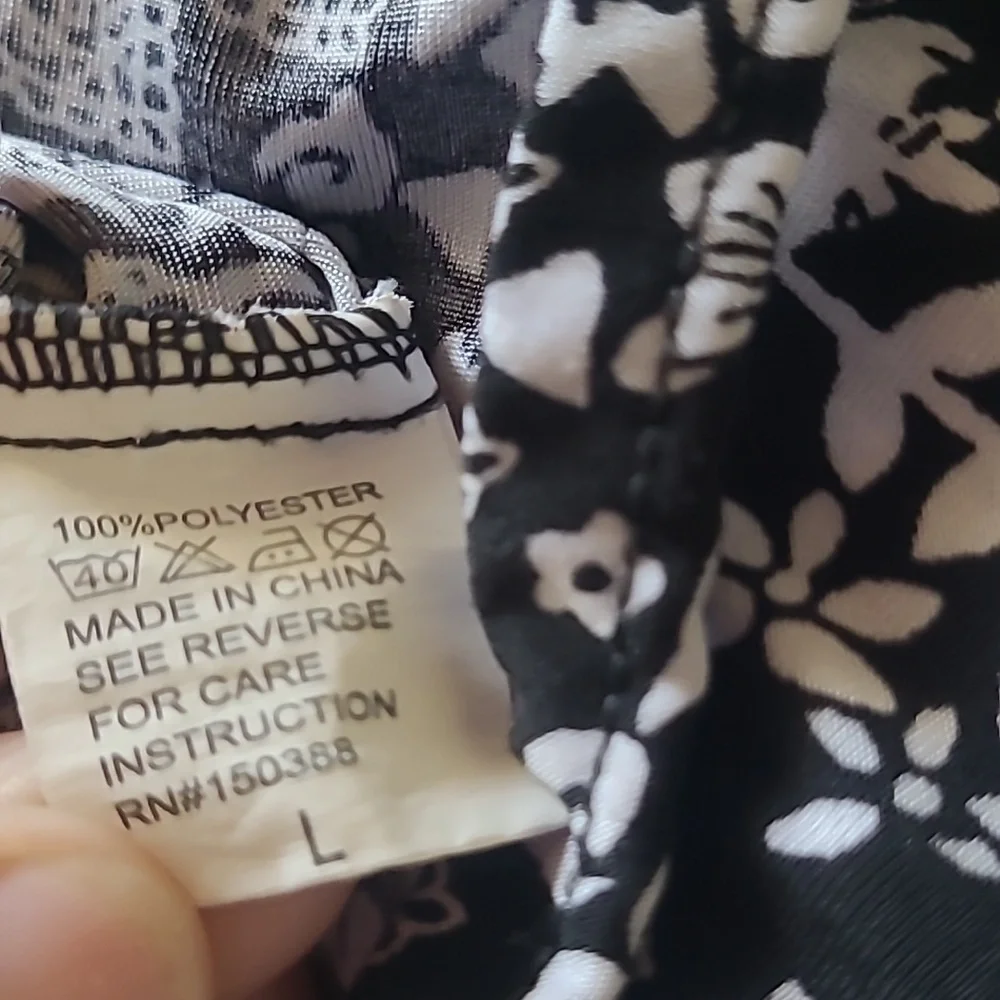 100%POLYESTER
40
MADE IN CHINA
SEE REVERSE
FOR CARE
INSTRUCTION
RN#150388
L